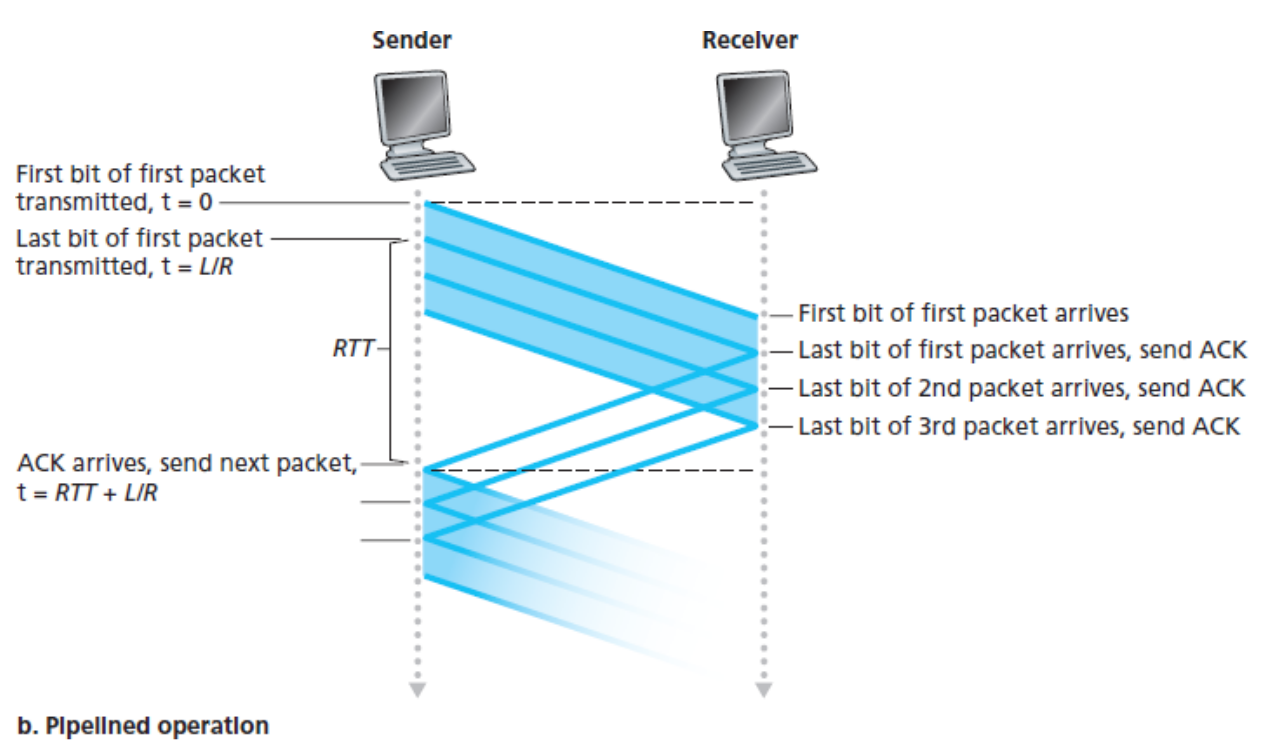 Sender
Receiver
First bit of first packet
transmitted, t = 0
Last bit of first packet
transmitted, t = L/R
First bit of first packet arrives
Last bit of first packet arrives, send ACK
RTT
Last bit of 2nd packet arrives, send ACK
Last bit of 3rd packet arrives, send ACK
ACK arrives, send next packet,
t = RTT + L/R
b. Pipelined operation